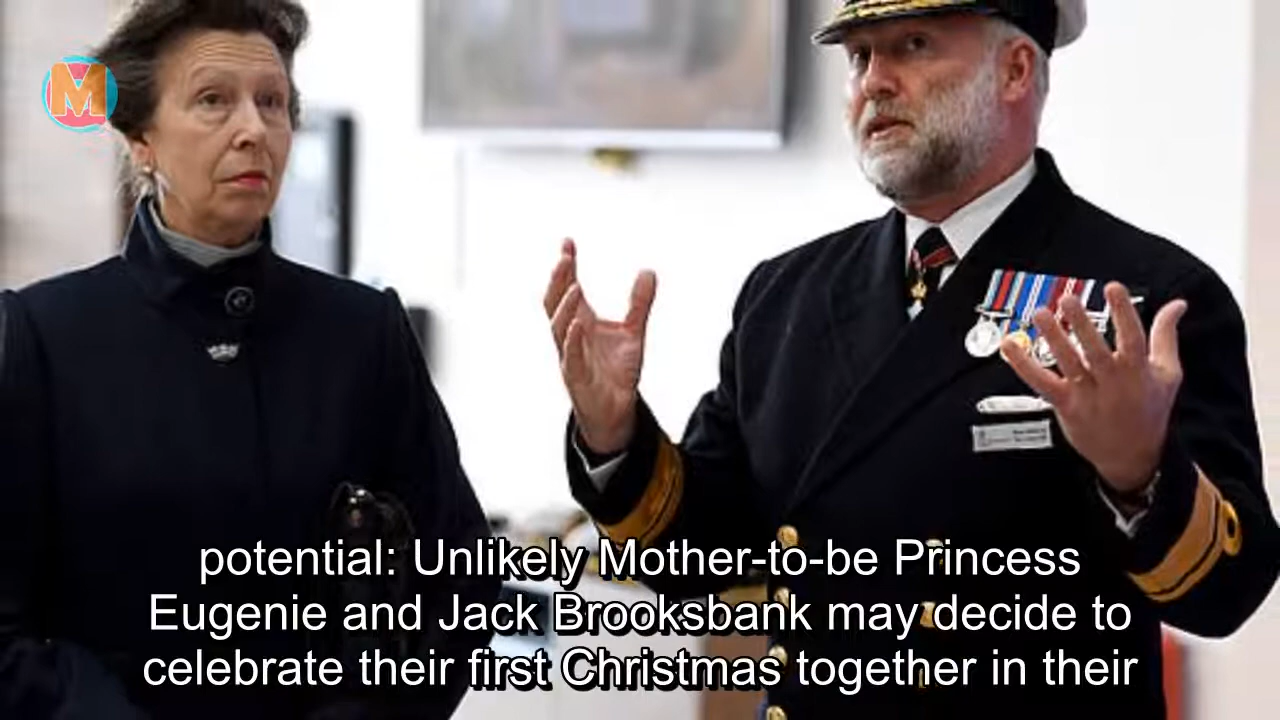 M
potential: Unlikely Mother-to-be Princess
Eugenie and Jack Brooksbank may decide to
celebrate their first Christmas together in their